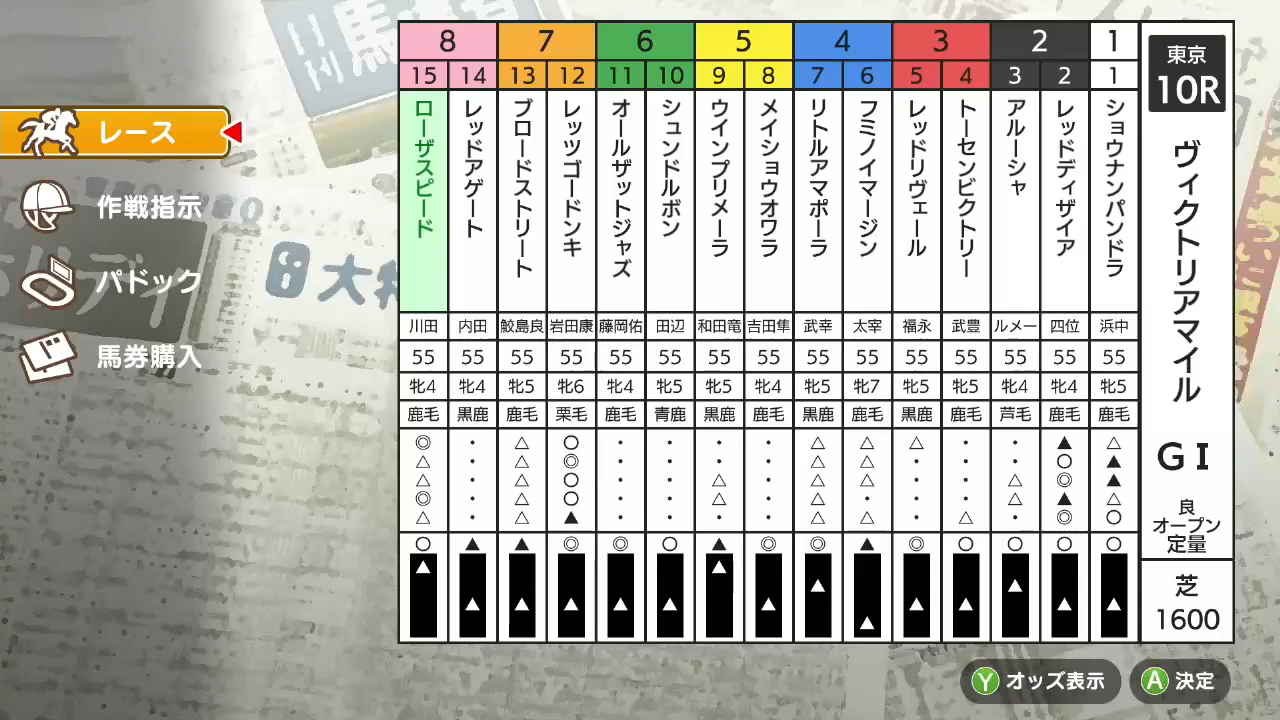 レース
作戦指示
パドック
馬券購入
東京
10R
ヴィクトリアマイル
GI
良
オープン
定量
芝
1600
8 7 6 5 4 3 2 1
15 14 13 12 11 10 9 8 7 6 5 4 3 2 1
ローザスピード
レッドアゲート
ブロードストリート
レッツゴードンキ
オールザットジャズ
シュンドルボン
ウインプリメーラ
メイショウオワラ
リトルアマポーラ
フミノイマージン
レッドリヴェール
トーセンビクトリー
アルーシャ
レッドディザイア
ショウナンパンドラ
川田 内田 鮫島良 岩田康 藤岡佑 田辺 和田竜 吉田隼 武幸 太宰 福永 武豊 ルメー 四位 浜中
55 55 55 55 55 55 55 55 55 55 55 55 55 55 55
牝4 牝4 牝5 牝6 牝4 牝5 牝5 牝4 牝5 牝7 牝5 牝5 牝4 牝4 牝5
鹿毛 黒鹿 鹿毛 栗毛 鹿毛 青鹿 黒鹿 鹿毛 黒鹿 鹿毛 黒鹿 鹿毛 芦毛 鹿毛 鹿毛
◎ ・ △ ○ ・ ・ ・ ・ △ △ △ ・ ・ ▲ △
△ ・ △ ◎ ・ ・ ・ ・ △ △ ・ ・ ・ ○ ▲
△ ・ △ ○ ・ ・ △ ・ △ △ ・ ・ △ ◎ ▲
◎ ・ △ ○ ・ ・ △ ・ △ ・ ・ ・ △ ▲ △
△ ・ △ ▲ ・ ・ ・ ・ △ △ ・ △ ・ ◎ ○
○ ▲ ▲ ◎ ◎ ○ ▲ ◎ ◎ ▲ ◎ ○ ○ ○ ○
Y オッズ表示
A 決定